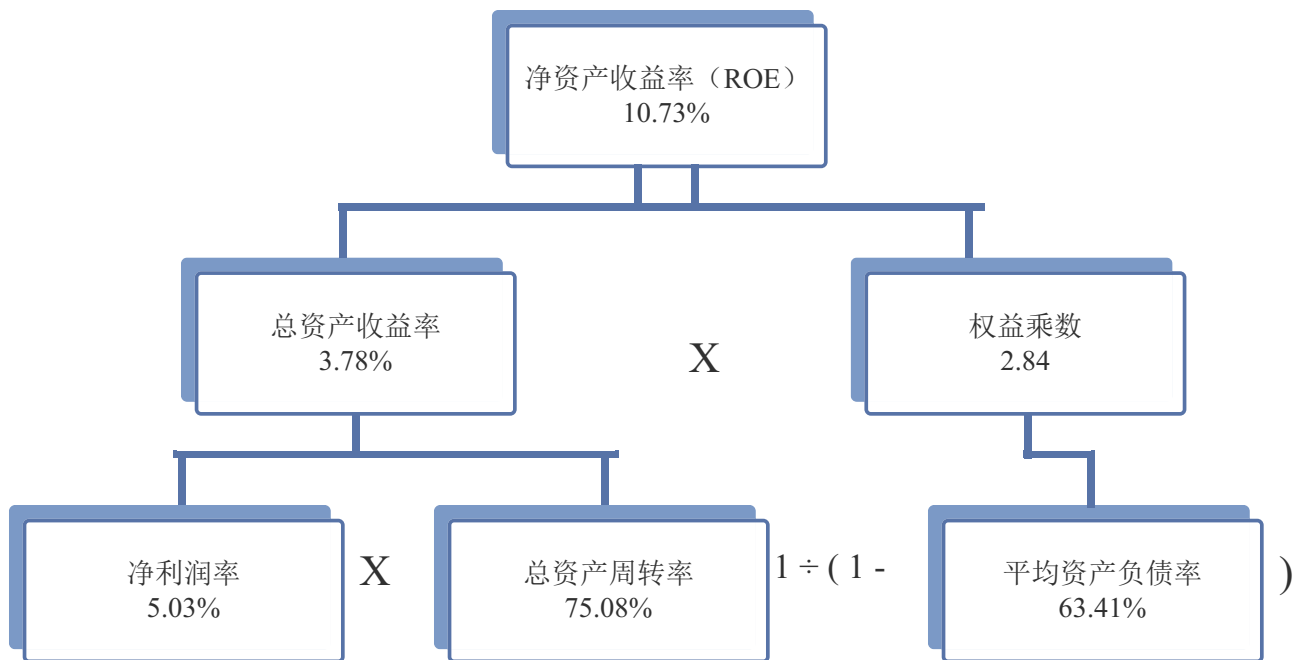 净资产收益率（ROE）
10.73%
总资产收益率
3.78%
X
权益乘数
2.84
净利润率
5.03%
X
总资产周转率
75.08%
1 ÷ ( 1 -
平均资产负债率
63.41%
)